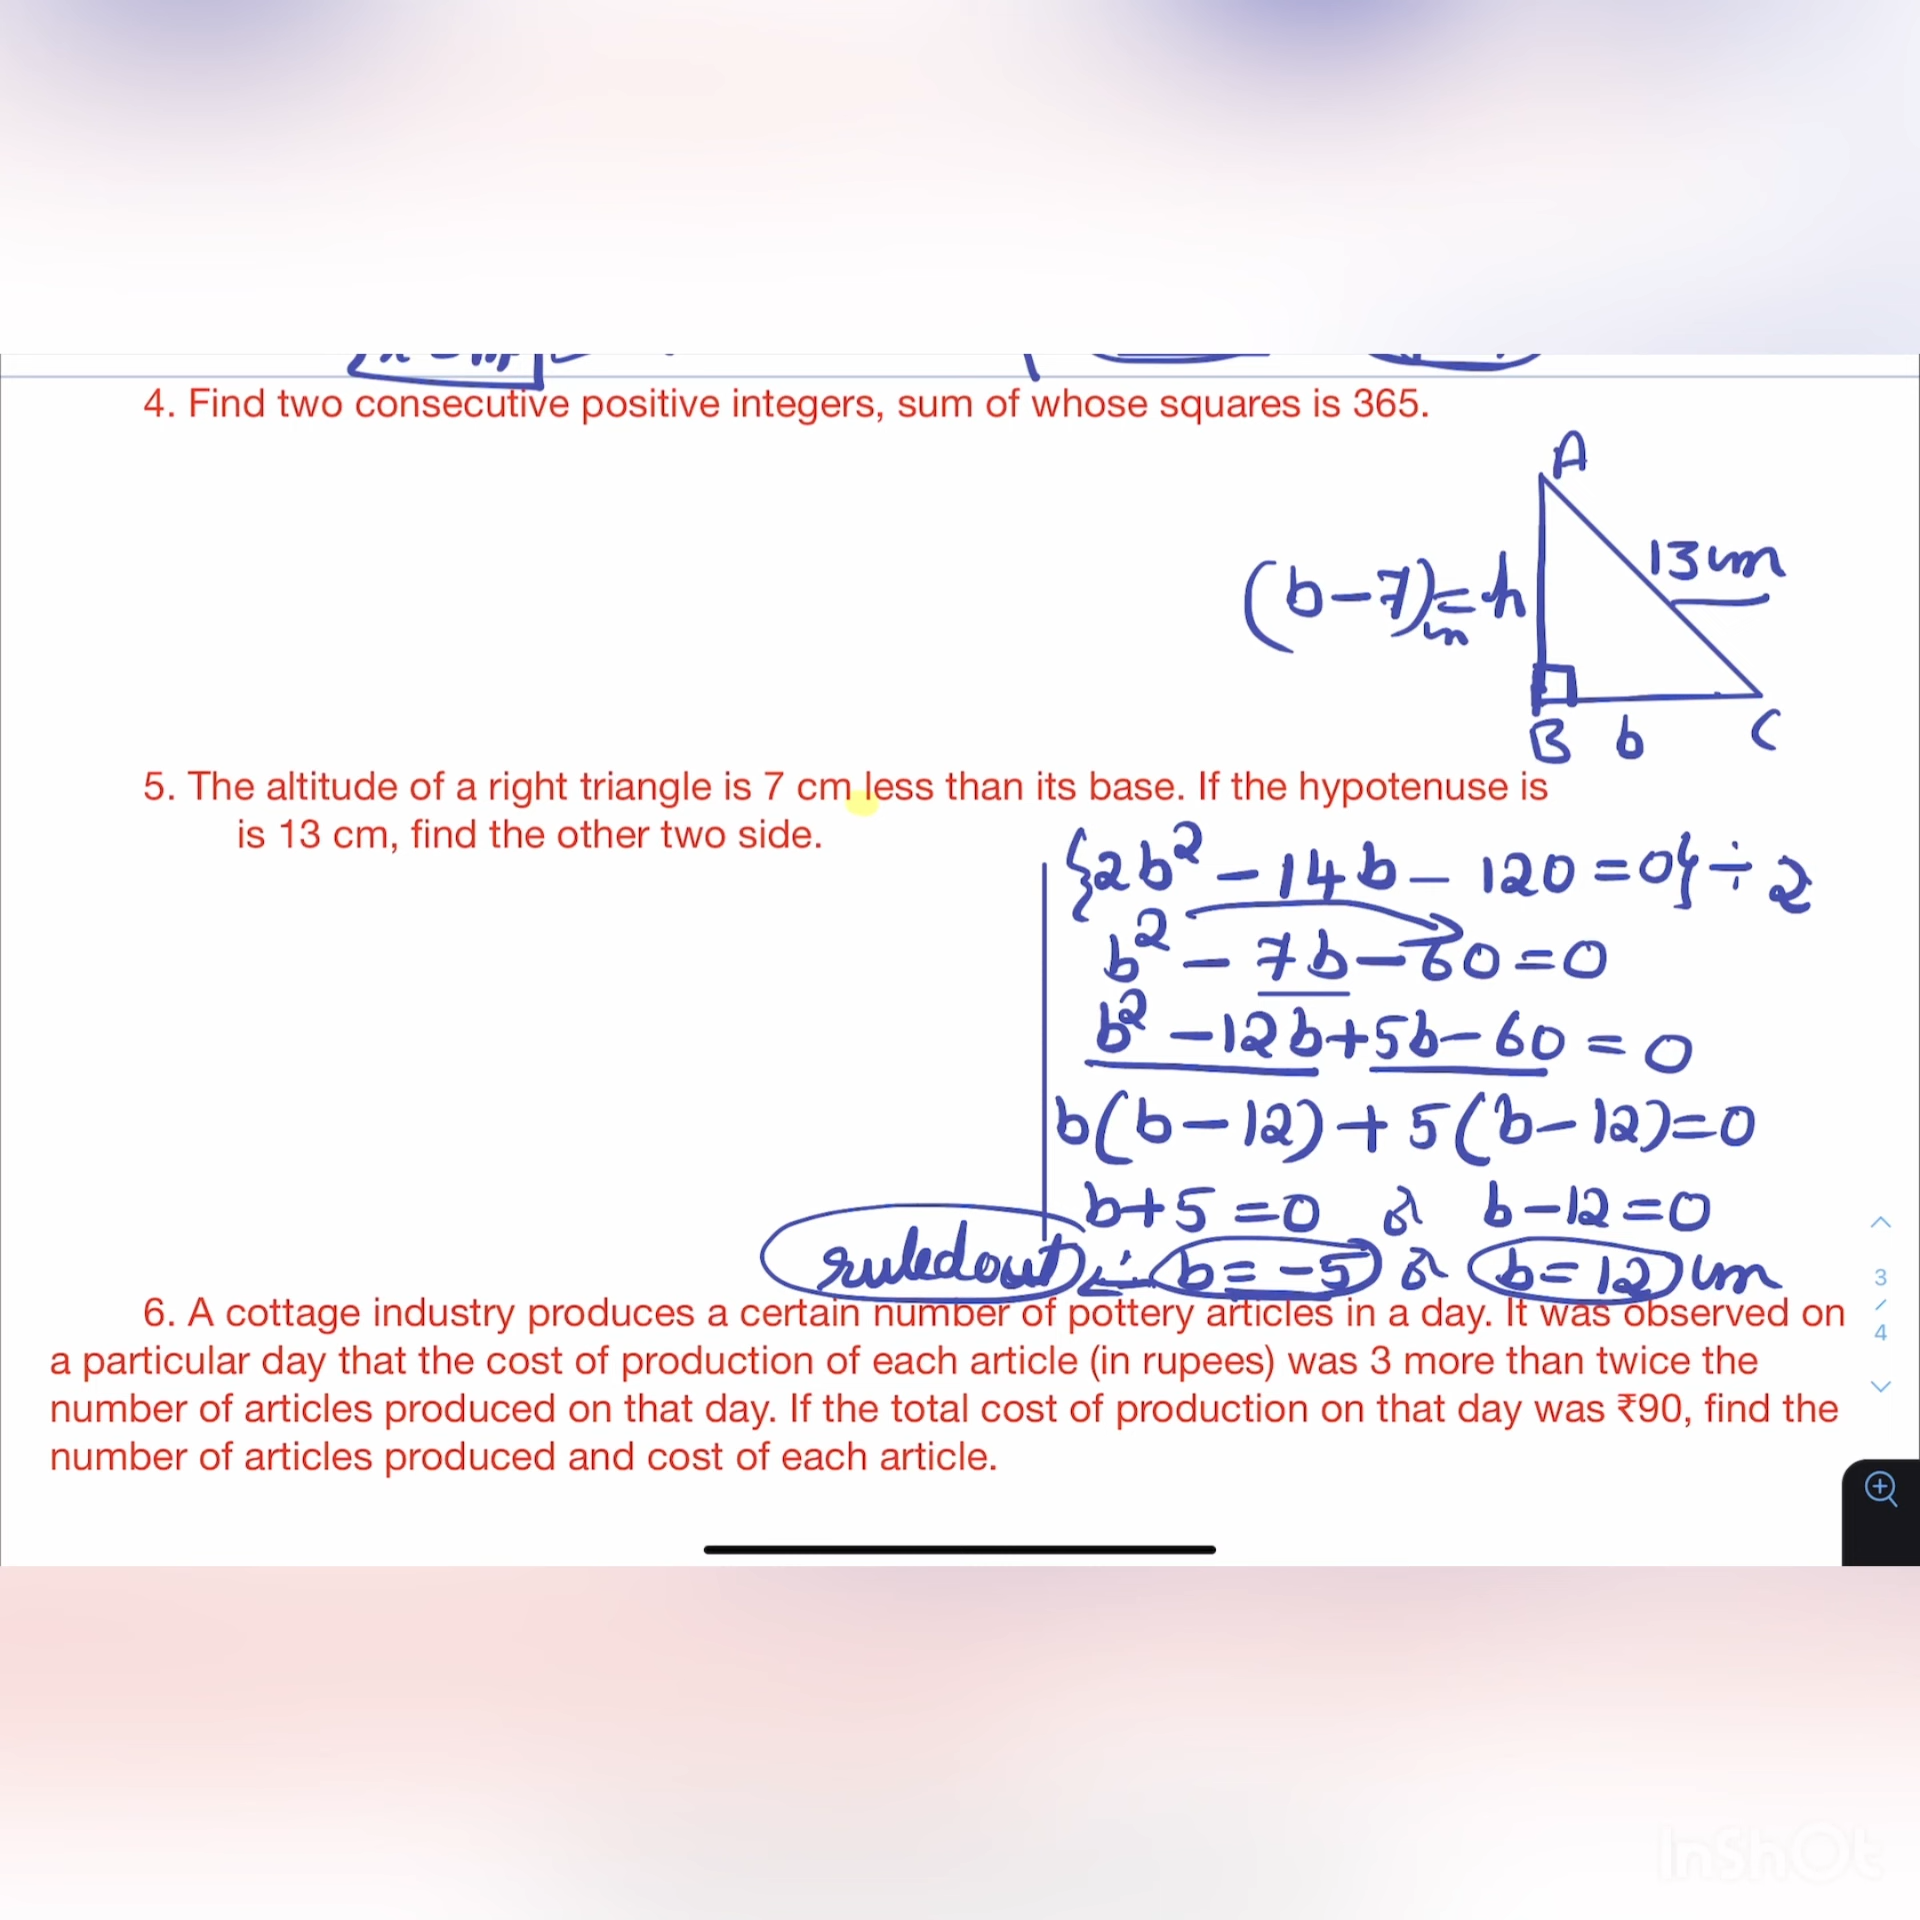 4. Find two consecutive positive integers, sum of whose squares is 365.
A
13 cm
(b-7) = h
cm
B b C
5. The altitude of a right triangle is 7 cm less than its base. If the hypotenuse is
is 13 cm, find the other two side.
{2b² - 14b - 120 = 0} ÷ 2
b² - 7b - 60 = 0
b² - 12b + 5b - 60 = 0
b(b - 12) + 5(b - 12) = 0
b + 5 = 0 or b - 12 = 0
ruledout ← b = -5 or b = 12 cm
6. A cottage industry produces a certain number of pottery articles in a day. It was observed on
a particular day that the cost of production of each article (in rupees) was 3 more than twice the
number of articles produced on that day. If the total cost of production on that day was ₹90, find the
number of articles produced and cost of each article.
3
/
4
InShOt